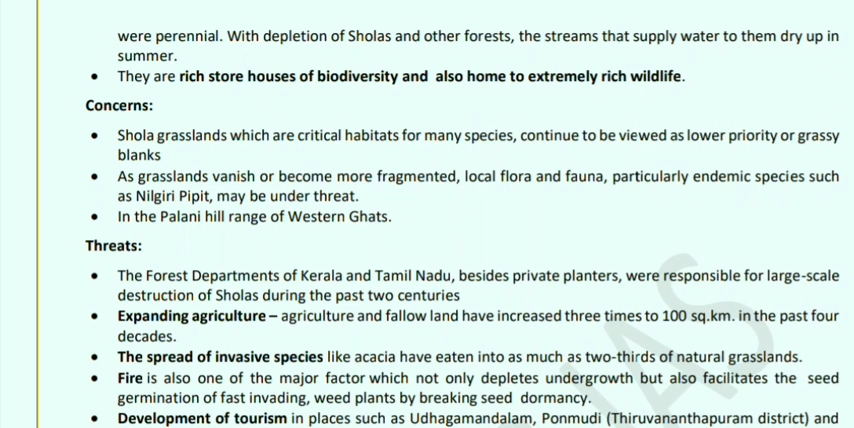 were perennial. With depletion of Sholas and other forests, the streams that supply water to them dry up in
summer.
• They are rich store houses of biodiversity and also home to extremely rich wildlife.
Concerns:
• Shola grasslands which are critical habitats for many species, continue to be viewed as lower priority or grassy
blanks
• As grasslands vanish or become more fragmented, local flora and fauna, particularly endemic species such
as Nilgiri Pipit, may be under threat.
• In the Palani hill range of Western Ghats.
Threats:
• The Forest Departments of Kerala and Tamil Nadu, besides private planters, were responsible for large-scale
destruction of Sholas during the past two centuries
• Expanding agriculture – agriculture and fallow land have increased three times to 100 sq.km. in the past four
decades.
• The spread of invasive species like acacia have eaten into as much as two-thirds of natural grasslands.
• Fire is also one of the major factor which not only depletes undergrowth but also facilitates the seed
germination of fast invading, weed plants by breaking seed dormancy.
• Development of tourism in places such as Udhagamandalam, Ponmudi (Thiruvananthapuram district) and
IAS